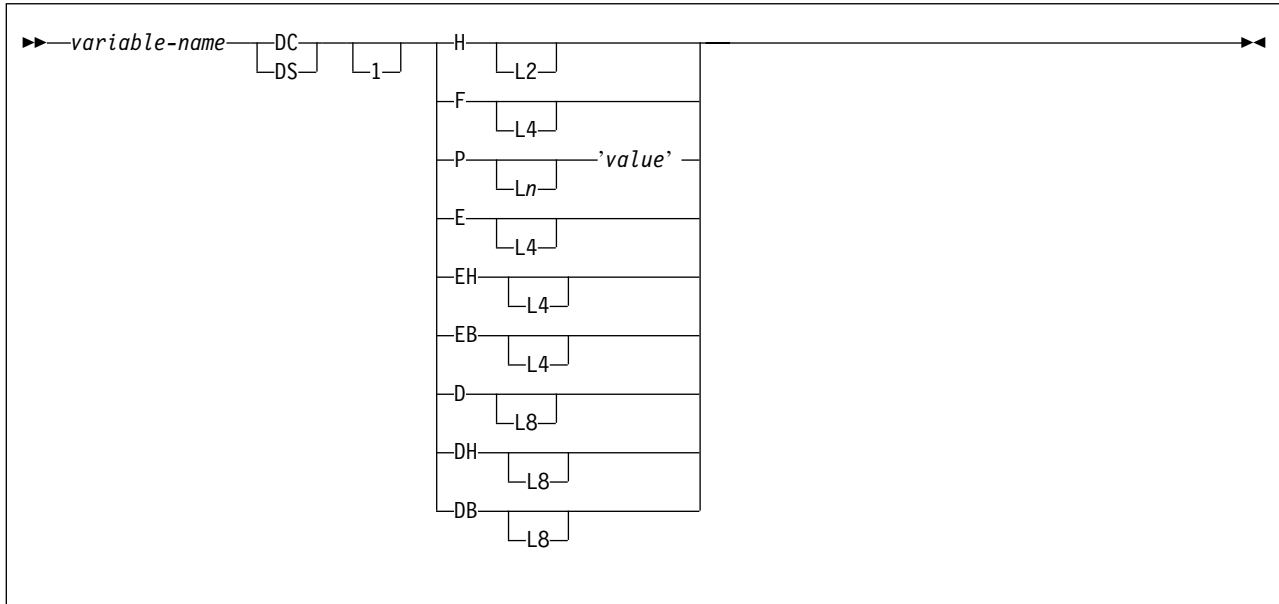 variable-name DC 1 H L2
DS
F L4
P Ln 'value'
E L4
EH L4
EB L4
D L8
DH L8
DB L8